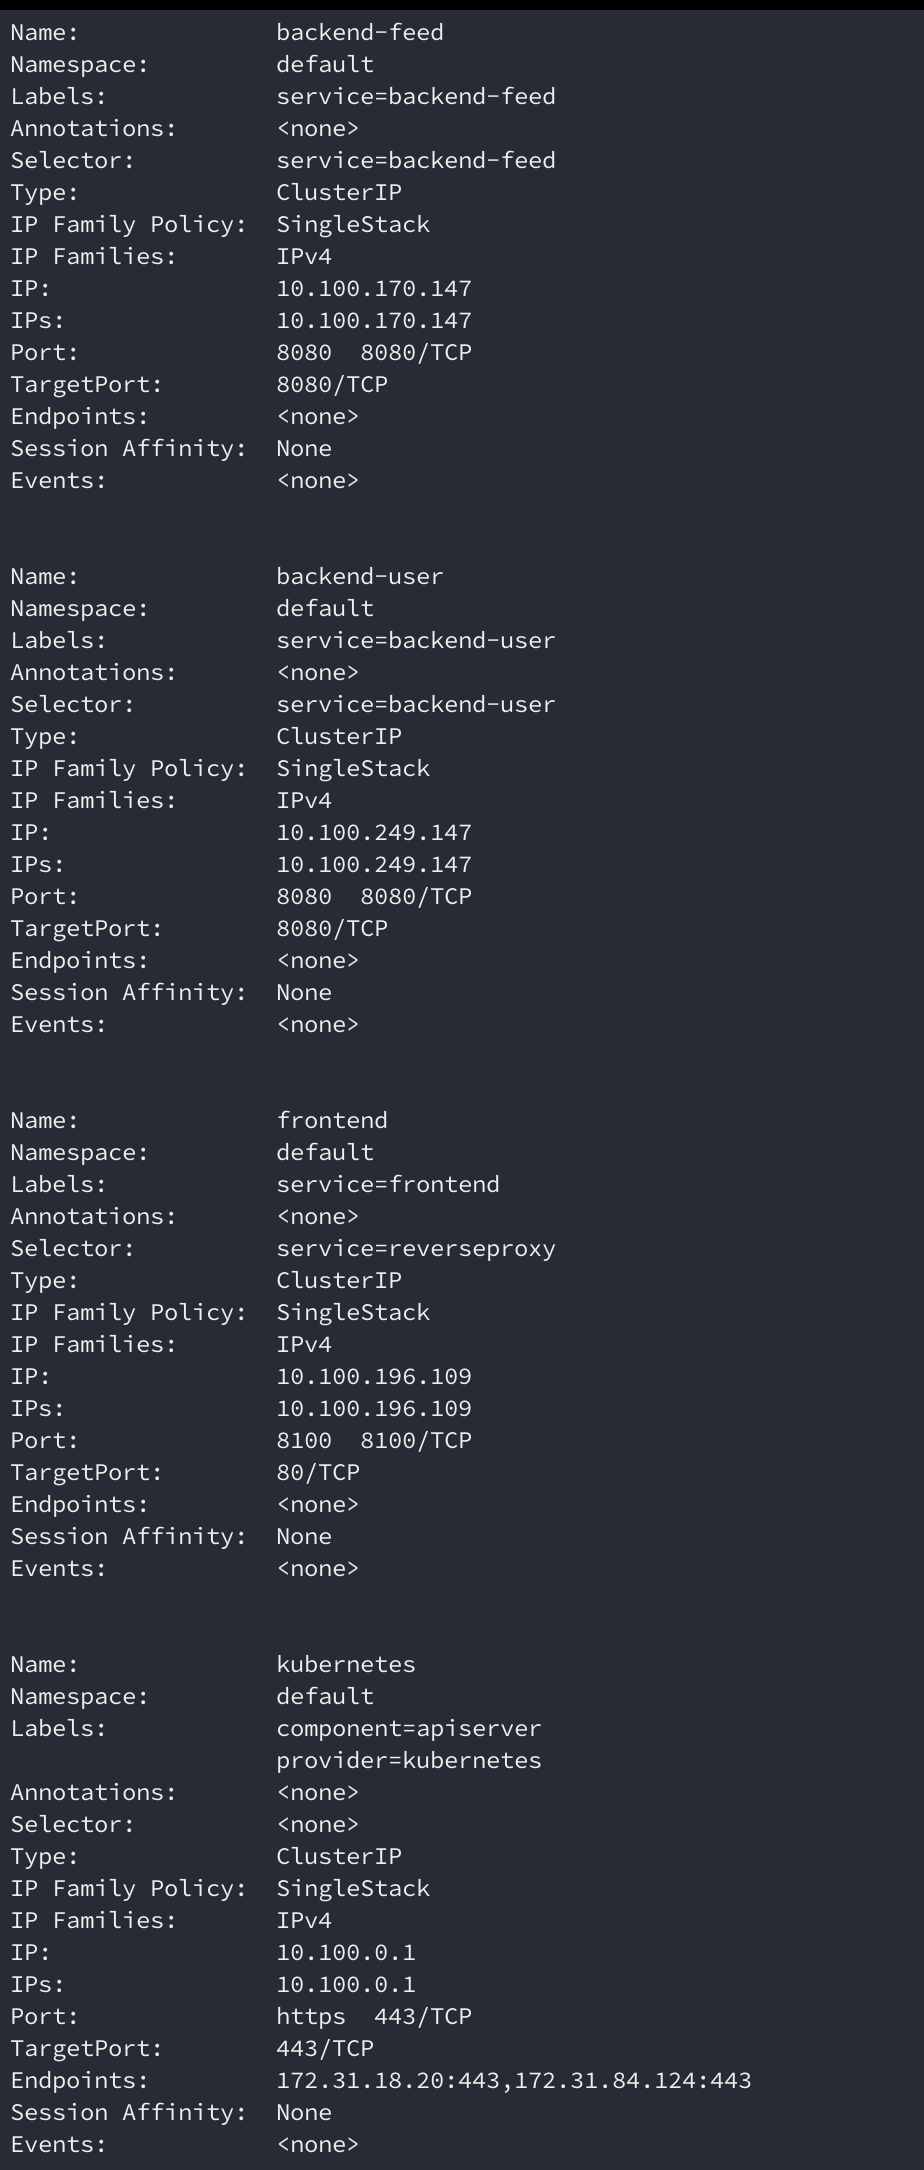 Name:              backend-feed
Namespace:         default
Labels:            service=backend-feed
Annotations:       <none>
Selector:          service=backend-feed
Type:              ClusterIP
IP Family Policy:  SingleStack
IP Families:       IPv4
IP:                10.100.170.147
IPs:               10.100.170.147
Port:              8080  8080/TCP
TargetPort:        8080/TCP
Endpoints:         <none>
Session Affinity:  None
Events:            <none>

Name:              backend-user
Namespace:         default
Labels:            service=backend-user
Annotations:       <none>
Selector:          service=backend-user
Type:              ClusterIP
IP Family Policy:  SingleStack
IP Families:       IPv4
IP:                10.100.249.147
IPs:               10.100.249.147
Port:              8080  8080/TCP
TargetPort:        8080/TCP
Endpoints:         <none>
Session Affinity:  None
Events:            <none>

Name:              frontend
Namespace:         default
Labels:            service=frontend
Annotations:       <none>
Selector:          service=reverseproxy
Type:              ClusterIP
IP Family Policy:  SingleStack
IP Families:       IPv4
IP:                10.100.196.109
IPs:               10.100.196.109
Port:              8100  8100/TCP
TargetPort:        80/TCP
Endpoints:         <none>
Session Affinity:  None
Events:            <none>

Name:              kubernetes
Namespace:         default
Labels:            component=apiserver
                   provider=kubernetes
Annotations:       <none>
Selector:          <none>
Type:              ClusterIP
IP Family Policy:  SingleStack
IP Families:       IPv4
IP:                10.100.0.1
IPs:               10.100.0.1
Port:              https  443/TCP
TargetPort:        443/TCP
Endpoints:         172.31.18.20:443,172.31.84.124:443
Session Affinity:  None
Events:            <none>